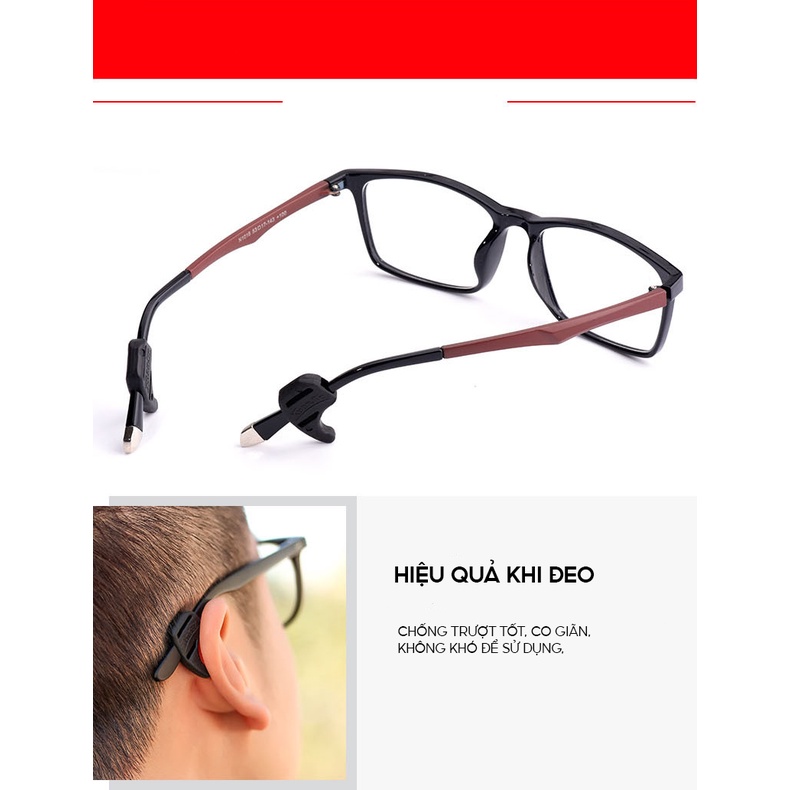 HIỆU QUẢ KHI ĐEO
CHỐNG TRƯỢT TỐT, CO GIÃN,
KHÔNG KHÓ ĐỂ SỬ DỤNG,